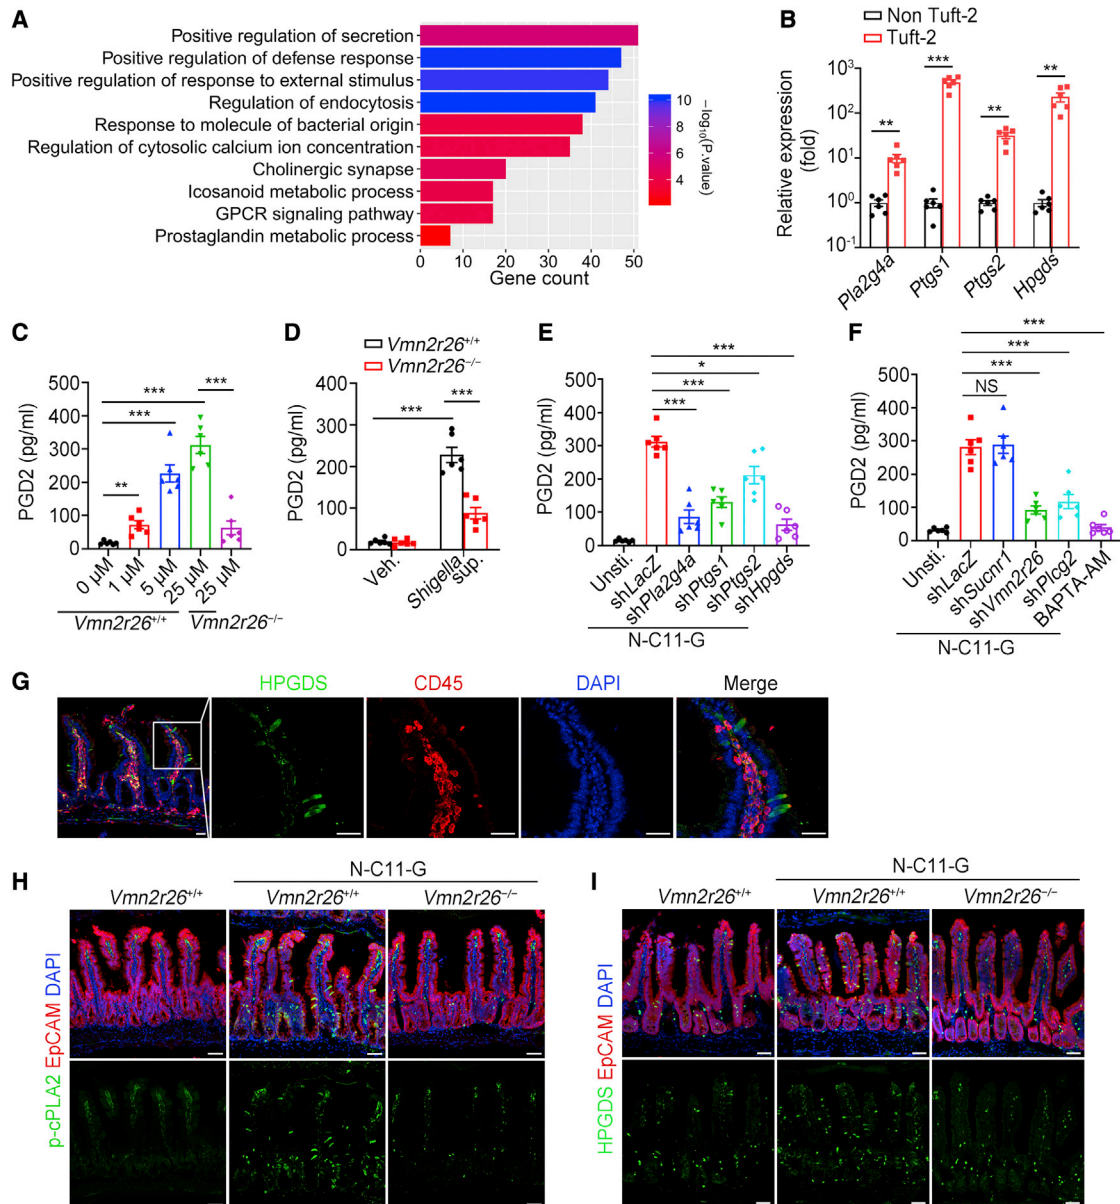 A
Positive regulation of secretion
Positive regulation of defense response
Positive regulation of response to external stimulus
Regulation of endocytosis
Response to molecule of bacterial origin
Regulation of cytosolic calcium ion concentration
Cholinergic synapse
Icosanoid metabolic process
GPCR signaling pathway
Prostaglandin metabolic process
0 10 20 30 40 50
Gene count
10
8
6
4
−log10(P.value)
B
Non Tuft-2
Tuft-2
Relative expression
(fold)
10³
10²
10¹
10⁰
10⁻¹
** *** ** **
Pla2g4a Ptgs1 Ptgs2 Hpgds
C
PGD2 (pg/ml)
500
400
300
200
100
0
*** ***
***
**
0 µM 1 µM 5 µM 25 µM 25 µM
Vmn2r26+/+ Vmn2r26−/−
D
Vmn2r26+/+
Vmn2r26−/−
PGD2 (pg/ml)
400
300
200
100
0
*** ***
Veh. Shigella sup.
E
PGD2 (pg/ml)
500
400
300
200
100
0
***
*
***
***
Unsti. shLacZ shPla2g4a shPtgs1 shPtgs2 shHpgds
N-C11-G
F
PGD2 (pg/ml)
500
400
300
200
100
0
***
***
***
NS
Unsti. shLacZ shSucnr1 shVmn2r26 shPlcg2 BAPTA-AM
N-C11-G
G
HPGDS CD45 DAPI Merge
H
N-C11-G
Vmn2r26+/+ Vmn2r26+/+ Vmn2r26−/−
p-cPLA2 EpCAM DAPI
I
N-C11-G
Vmn2r26+/+ Vmn2r26+/+ Vmn2r26−/−
HPGDS EpCAM DAPI